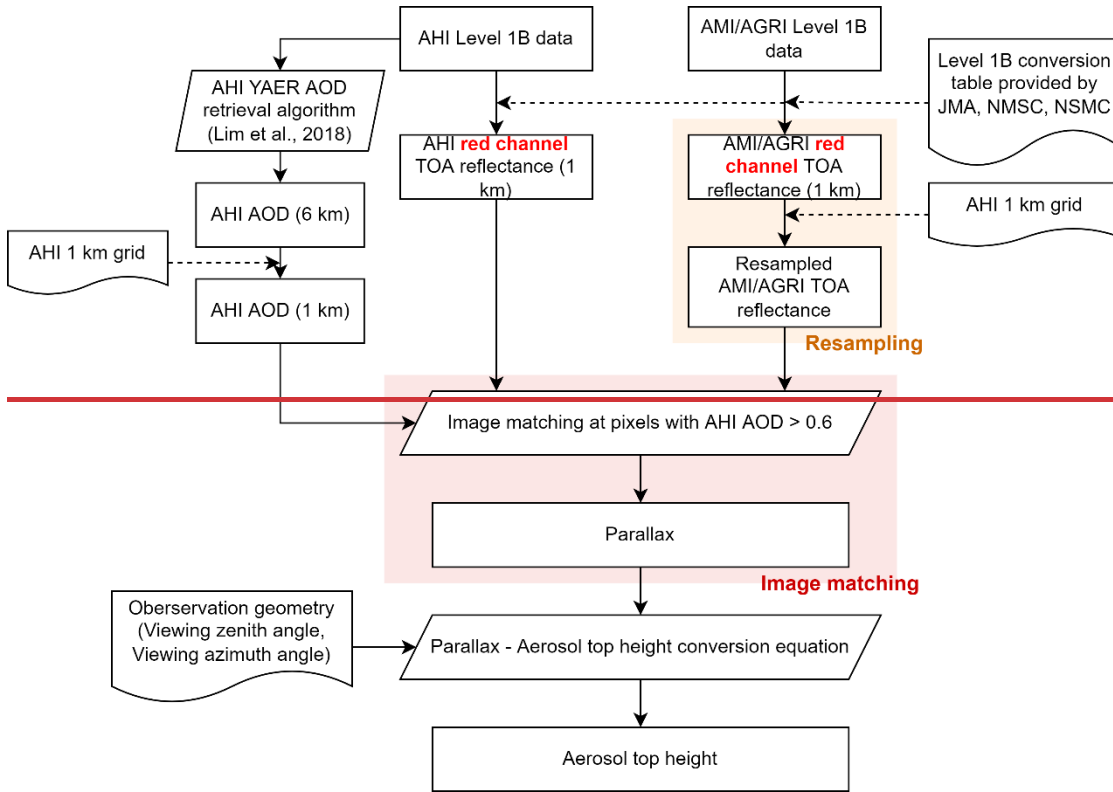 AHI Level 1B data
AMI/AGRI Level 1B
data
Level 1B conversion
table provided by
JMA, NMSC, NSMC
AHI YAER AOD
retrieval algorithm
(Lim et al., 2018)
AHI red channel
TOA reflectance (1
km)
AMI/AGRI red
channel TOA
reflectance (1 km)
AHI AOD (6 km)
AHI 1 km grid
AHI 1 km grid
Resampled
AMI/AGRI TOA
reflectance
AHI AOD (1 km)
Resampling
Image matching at pixels with AHI AOD > 0.6
Parallax
Image matching
Oberservation geometry
(Viewing zenith angle,
Viewing azimuth angle)
Parallax - Aerosol top height conversion equation
Aerosol top height